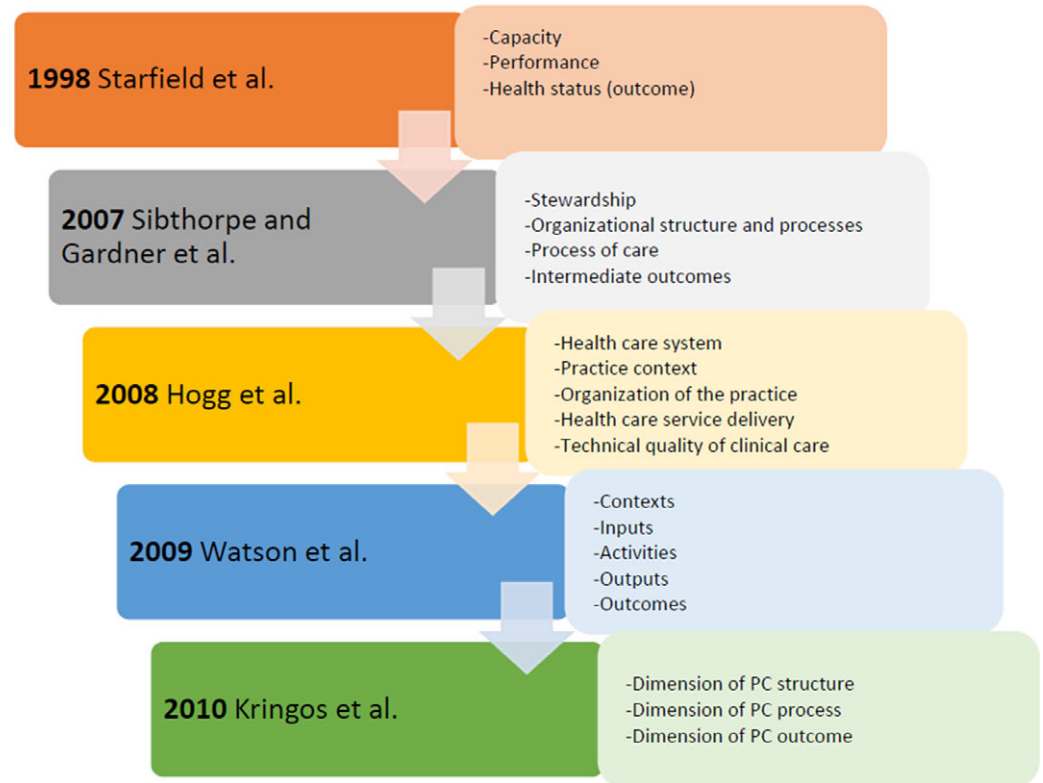 1998 Starfield et al.
-Capacity
-Performance
-Health status (outcome)
2007 Sibthorpe and
Gardner et al.
-Stewardship
-Organizational structure and processes
-Process of care
-Intermediate outcomes
2008 Hogg et al.
-Health care system
-Practice context
-Organization of the practice
-Health care service delivery
-Technical quality of clinical care
2009 Watson et al.
-Contexts
-Inputs
-Activities
-Outputs
-Outcomes
2010 Kringos et al.
-Dimension of PC structure
-Dimension of PC process
-Dimension of PC outcome